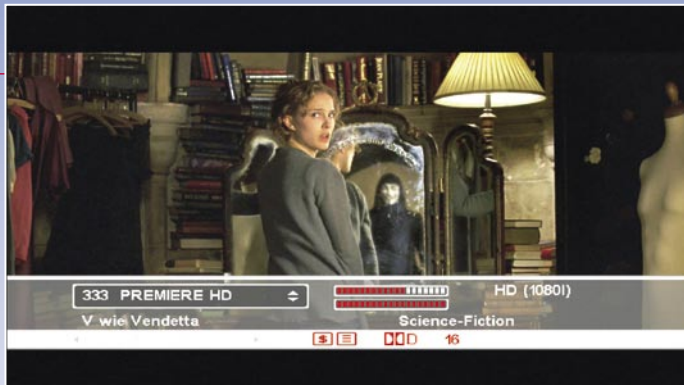 333 PREMIERE HD
HD (1080I)
V wie Vendetta
Science-Fiction
$ D 16